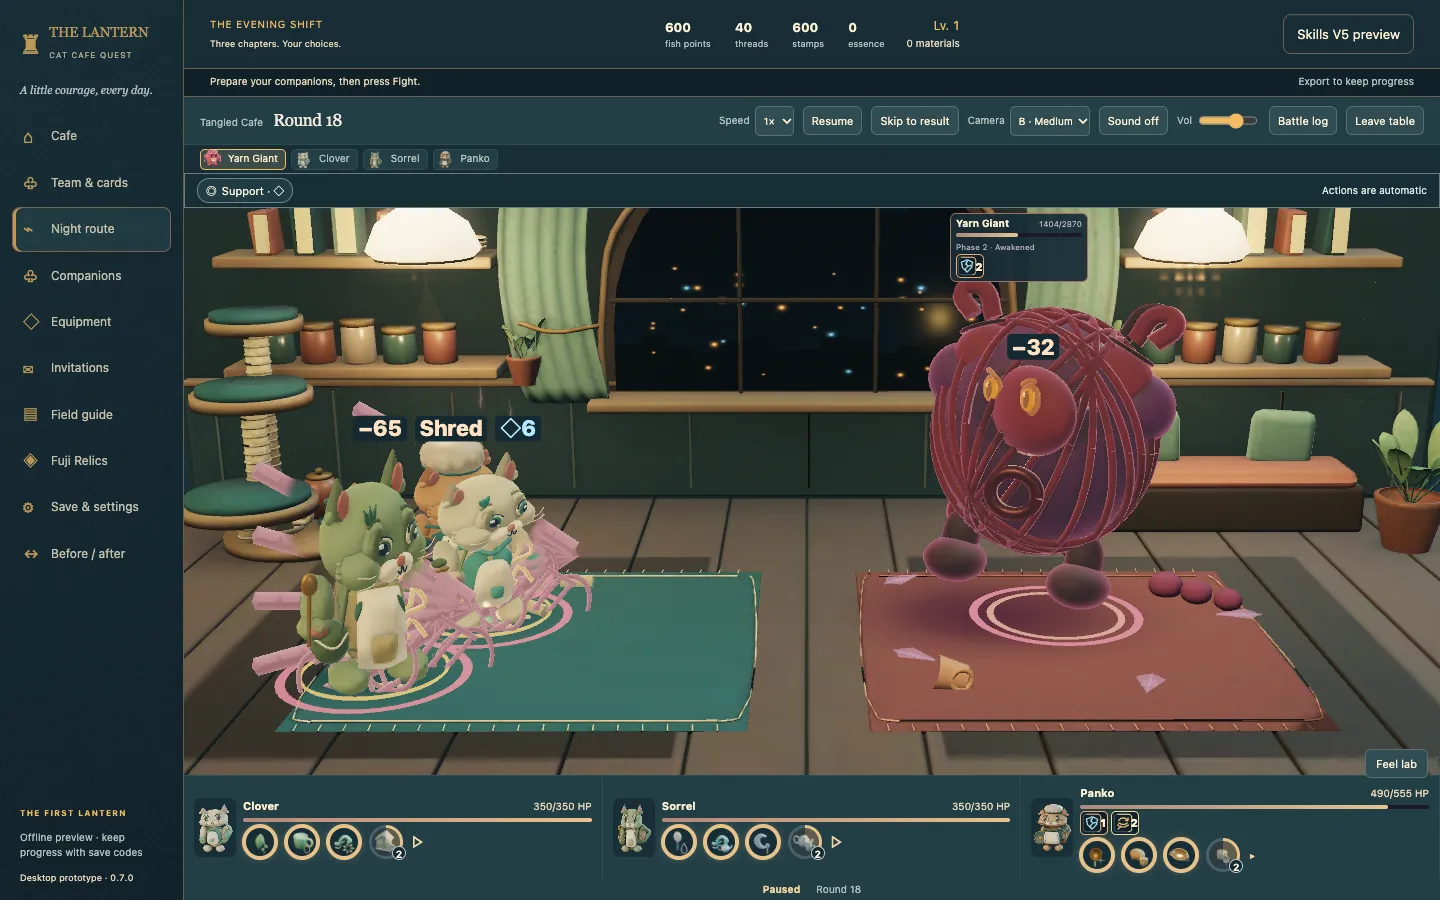 THE LANTERN
CAT CAFE QUEST
A little courage, every day.
Cafe
Team & cards
Night route
Companions
Equipment
Invitations
Field guide
Fuji Relics
Save & settings
Before / after
THE FIRST LANTERN
Offline preview · keep
progress with save codes
Desktop prototype · 0.7.0
THE EVENING SHIFT
Three chapters. Your choices.
600 40 600 0 Lv. 1
fish points threads stamps essence 0 materials
Skills V5 preview
Prepare your companions, then press Fight.
Export to keep progress
Tangled Cafe Round 18
Speed 1x Resume Skip to result Camera B · Medium Sound off Vol Battle log Leave table
Yarn Giant Clover Sorrel Panko
Support · ◇
Actions are automatic
Yarn Giant 1404/2870
Phase 2 · Awakened
2
−32
−65 Shred ◇6
Feel lab
Clover 350/350 HP
2
Sorrel 350/350 HP
2
Panko 490/555 HP
1 2
2
Paused Round 18